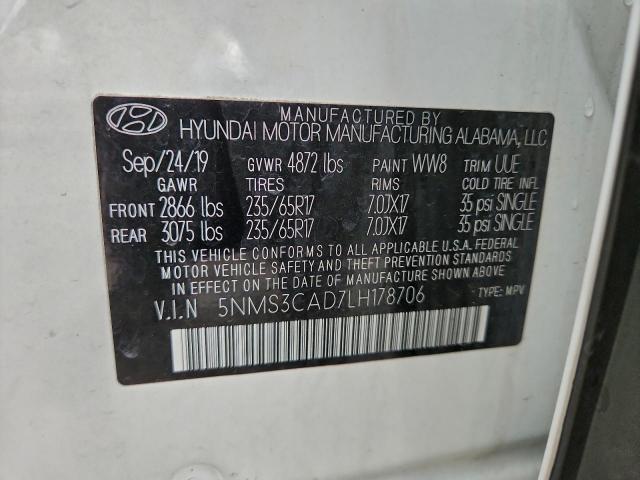 MANUFACTURED BY
HYUNDAI MOTOR MANUFACTURING ALABAMA, LLC
Sep/24/19 GVWR 4872 lbs PAINT WW8 TRIM UUE
GAWR TIRES RIMS COLD TIRE INFL
FRONT 2866 lbs 235/65R17 7.0JX17 35 psi SINGLE
REAR 3075 lbs 235/65R17 7.0JX17 35 psi SINGLE
THIS VEHICLE CONFORMS TO ALL APPLICABLE U.S.A. FEDERAL
MOTOR VEHICLE SAFETY AND THEFT PREVENTION STANDARDS
IN EFFECT ON THE DATE OF MANUFACTURE SHOWN ABOVE.
V.I.N 5NMS3CAD7LH178706 TYPE: MPV